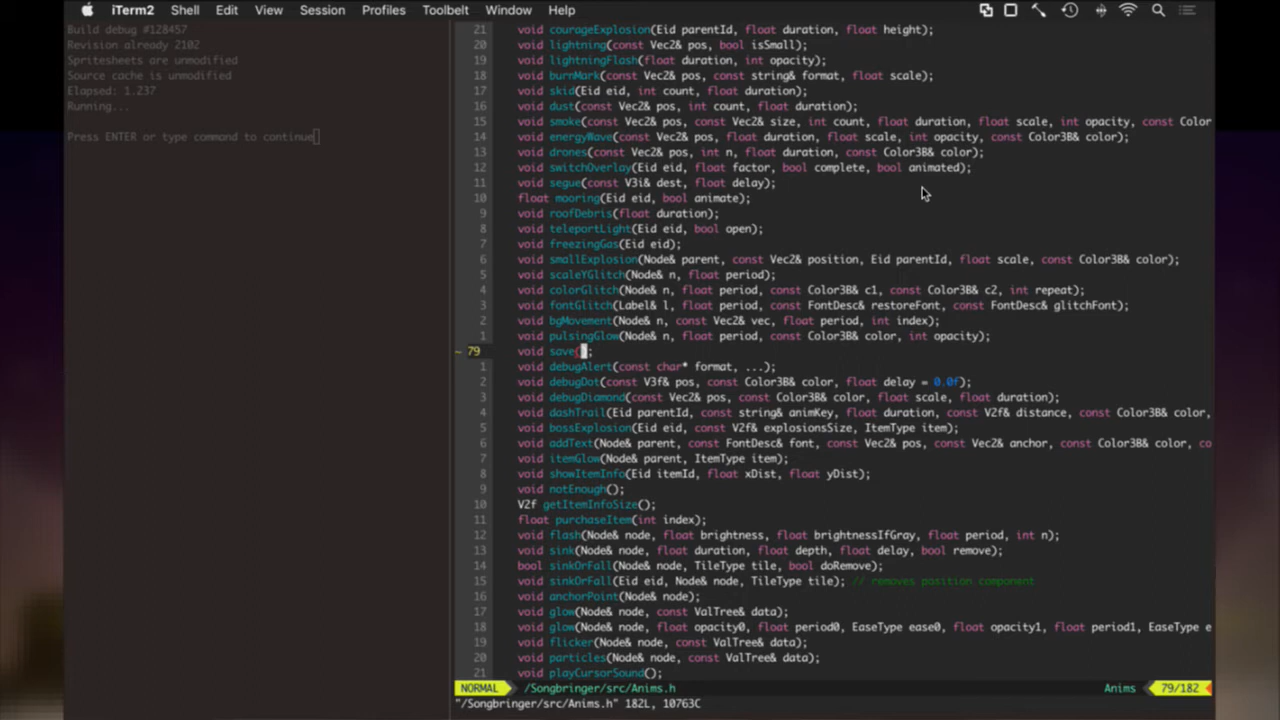 iTerm2 Shell Edit View Session Profiles Toolbelt Window Help
Build debug #128457
Revision already 2102
Spritesheets are unmodified
Source cache is unmodified
Elapsed: 1.237
Running...
Press ENTER or type command to continue
21 void courageExplosion(Eid parentId, float duration, float height);
20 void lightning(const Vec2& pos, bool isSmall);
19 void lightningFlash(float duration, int opacity);
18 void burnMark(const Vec2& pos, const string& format, float scale);
17 void skid(Eid eid, int count, float duration);
16 void dust(const Vec2& pos, int count, float duration);
15 void smoke(const Vec2& pos, const Vec2& size, int count, float duration, float scale, int opacity, const Color
14 void energyWave(const Vec2& pos, float duration, float scale, int opacity, const Color3B& color);
13 void drones(const Vec2& pos, int n, float duration, const Color3B& color);
12 void switchOverlay(Eid eid, float factor, bool complete, bool animated);
11 void segue(const V3i& dest, float delay);
10 float mooring(Eid eid, bool animate);
9 void roofDebris(float duration);
8 void teleportLight(Eid eid, bool open);
7 void freezingGas(Eid eid);
6 void smallExplosion(Node& parent, const Vec2& position, Eid parentId, float scale, const Color3B& color);
5 void scaleYGlitch(Node& n, float period);
4 void colorGlitch(Node& n, float period, const Color3B& c1, const Color3B& c2, int repeat);
3 void fontGlitch(Label& l, float period, const FontDesc& restoreFont, const FontDesc& glitchFont);
2 void bgMovement(Node& n, const Vec2& vec, float period, int index);
1 void pulsingGlow(Node& n, float period, const Color3B& color, int opacity);
~ 79 void save();
1 void debugAlert(const char* format, ...);
2 void debugDot(const V3f& pos, const Color3B& color, float delay = 0.0f);
3 void debugDiamond(const Vec2& pos, const Color3B& color, float scale, float duration);
4 void dashTrail(Eid parentId, const string& animKey, float duration, const V2f& distance, const Color3B& color,
5 void bossExplosion(Eid eid, const V2f& explosionsSize, ItemType item);
6 void addText(Node& parent, const FontDesc& font, const Vec2& pos, const Vec2& anchor, const Color3B& color, co
7 void itemGlow(Node& parent, ItemType item);
8 void showItemInfo(Eid itemId, float xDist, float yDist);
9 void notEnough();
10 V2f getItemInfoSize();
11 float purchaseItem(int index);
12 void flash(Node& node, float brightness, float brightnessIfGray, float period, int n);
13 void sink(Node& node, float duration, float depth, float delay, bool remove);
14 bool sinkOrFall(Node& node, TileType tile, bool doRemove);
15 void sinkOrFall(Eid eid, Node& node, TileType tile); // removes position component
16 void anchorPoint(Node& node);
17 void glow(Node& node, const ValTree& data);
18 void glow(Node& node, float opacity0, float period0, EaseType ease0, float opacity1, float period1, EaseType e
19 void flicker(Node& node, const ValTree& data);
20 void particles(Node& node, const ValTree& data);
21 void playCursorSound();
NORMAL /Songbringer/src/Anims.h Anims 79/182
"/Songbringer/src/Anims.h" 182L, 10763C